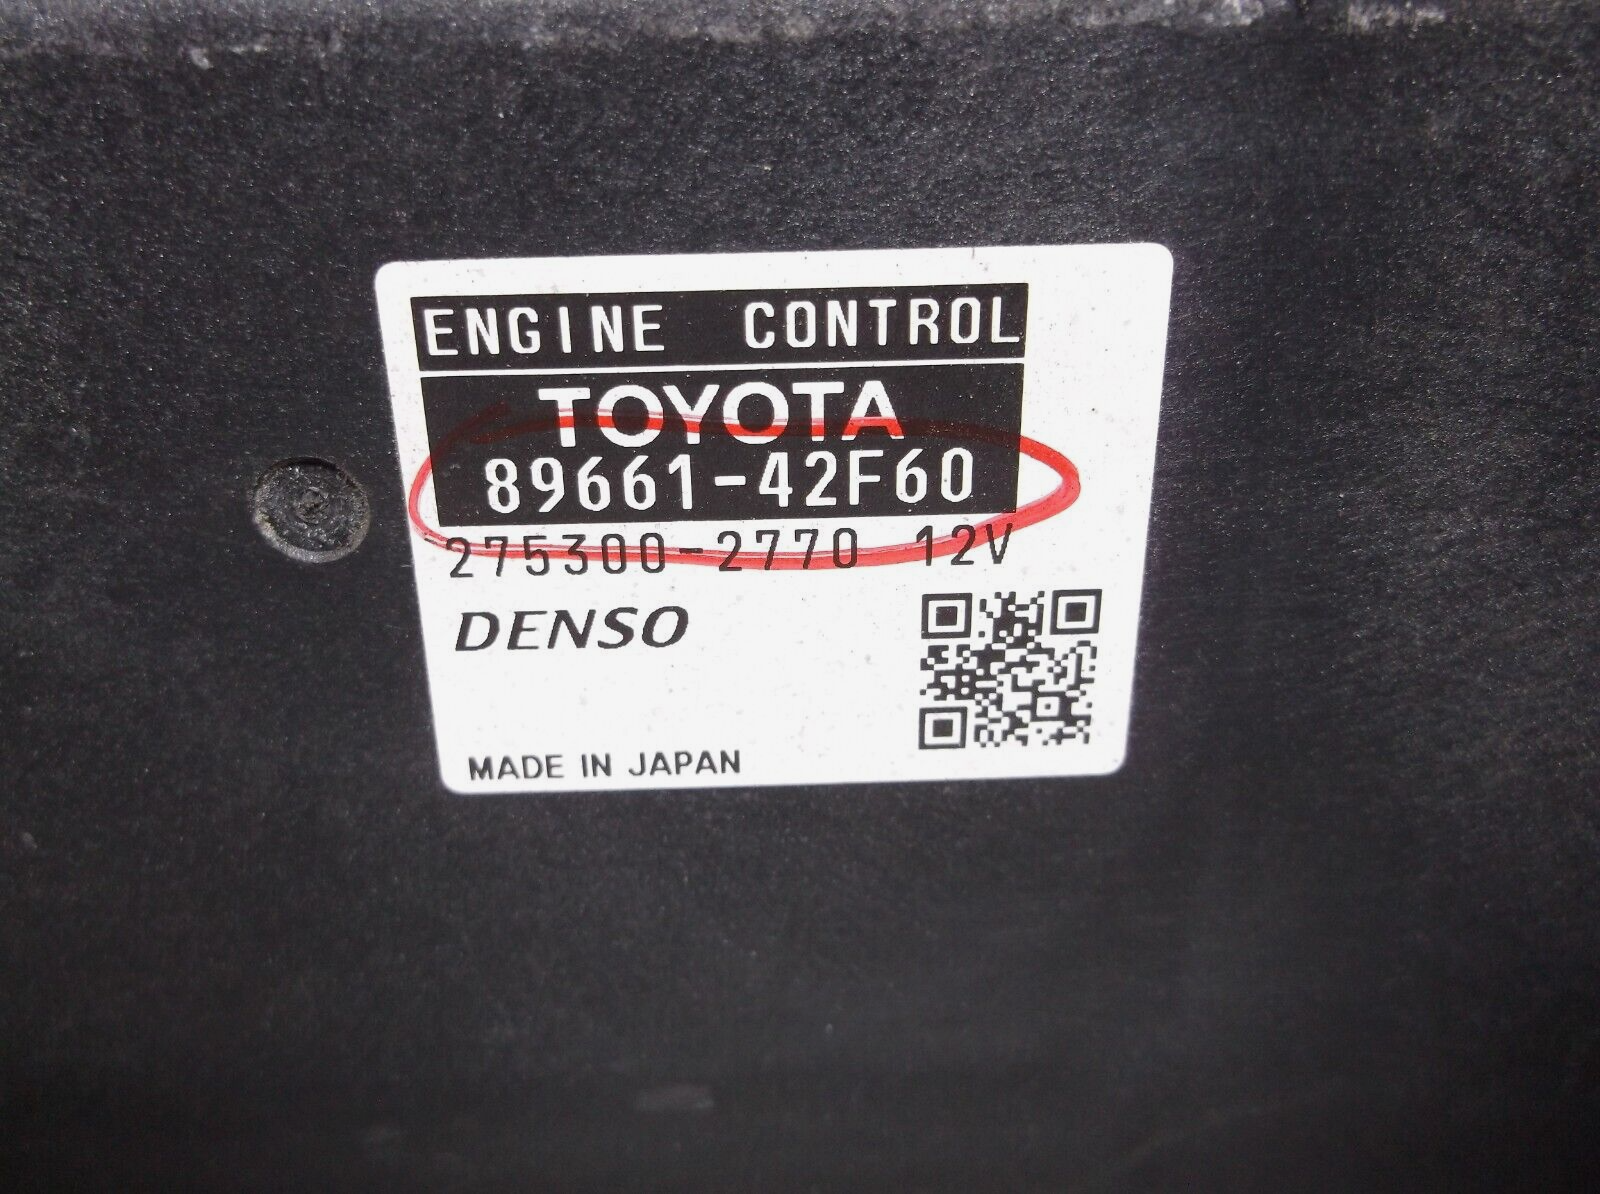 ENGINE CONTROL
TOYOTA
89661-42F60
275300-2770 12V
DENSO
MADE IN JAPAN